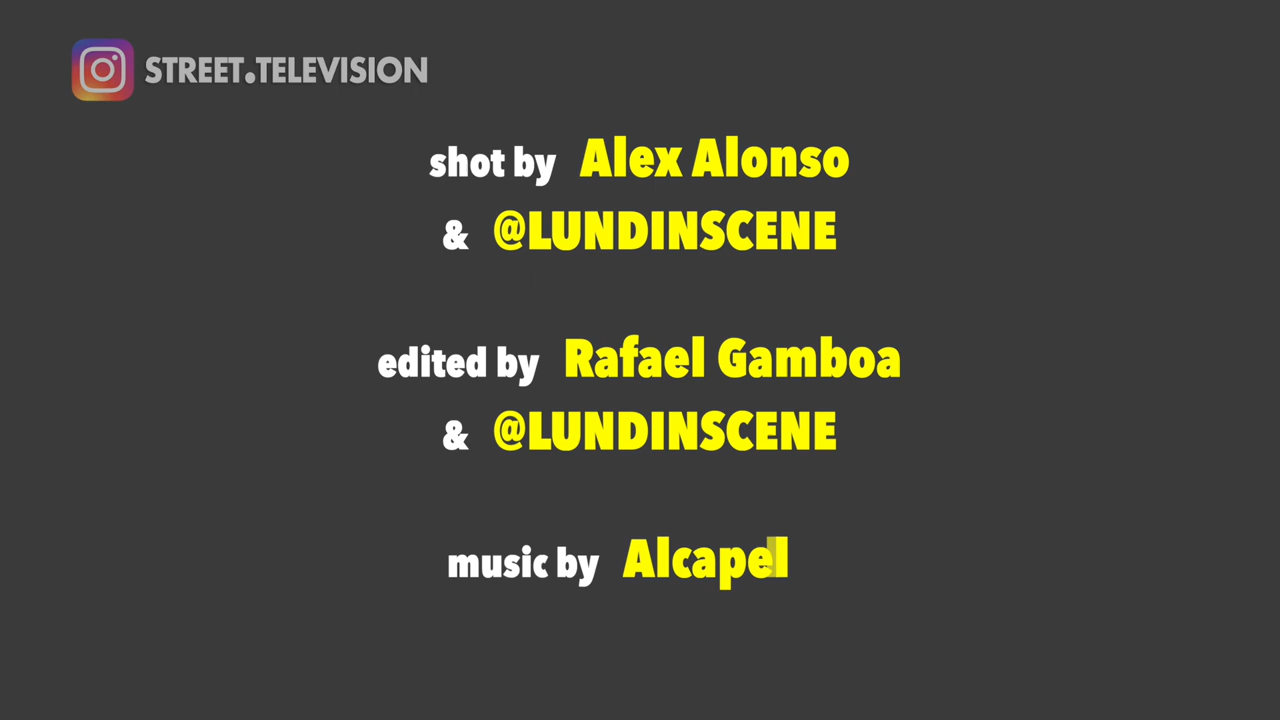 STREET.TELEVISION
shot by Alex Alonso
& @LUNDINSCENE
edited by Rafael Gamboa
& @LUNDINSCENE
music by Alcapel